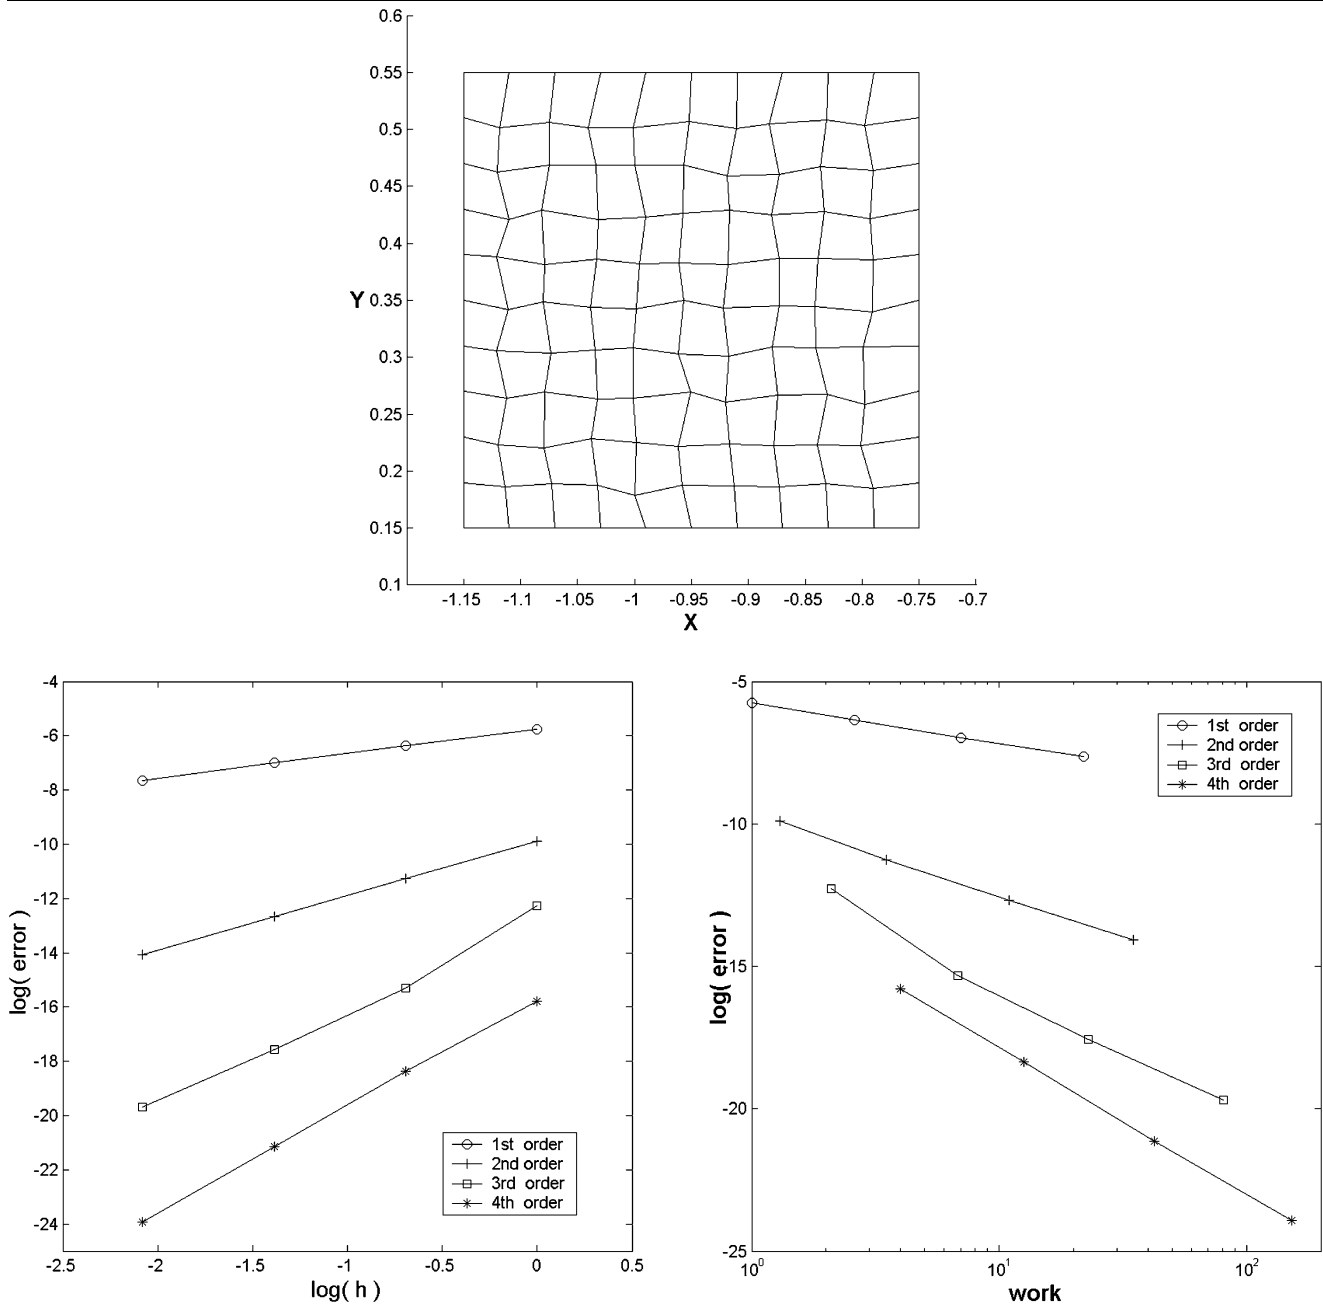 0.6
0.55
0.5
0.45
0.4
Y 0.35
0.3
0.25
0.2
0.15
0.1
-1.15 -1.1 -1.05 -1 -0.95 -0.9 -0.85 -0.8 -0.75 -0.7
X
-4
-6
-8
-10
-12
-14
-16
-18
-20
-22
-24
log( error )
1st order
2nd order
3rd order
4th order
-2.5 -2 -1.5 -1 -0.5 0 0.5
log( h )
-5
-10
-15
-20
-25
log( error )
1st order
2nd order
3rd order
4th order
10^0 10^1 10^2
work